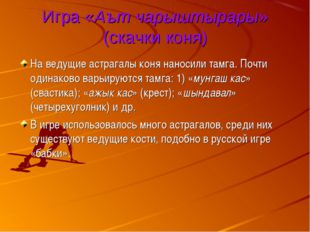 Игра «Аът чарыштырары»
(скачки коня)
На ведущие астрагалы коня наносили тамга. Почти
одинаково варьируются тамга: 1) «мунгаш кас»
(свастика); «ажык кас» (крест); «шындавал»
(четырехуголник) и др.
В игре использовалось много астрагалов, среди них
существуют ведущие кости, подобно в русской игре
«бабки».